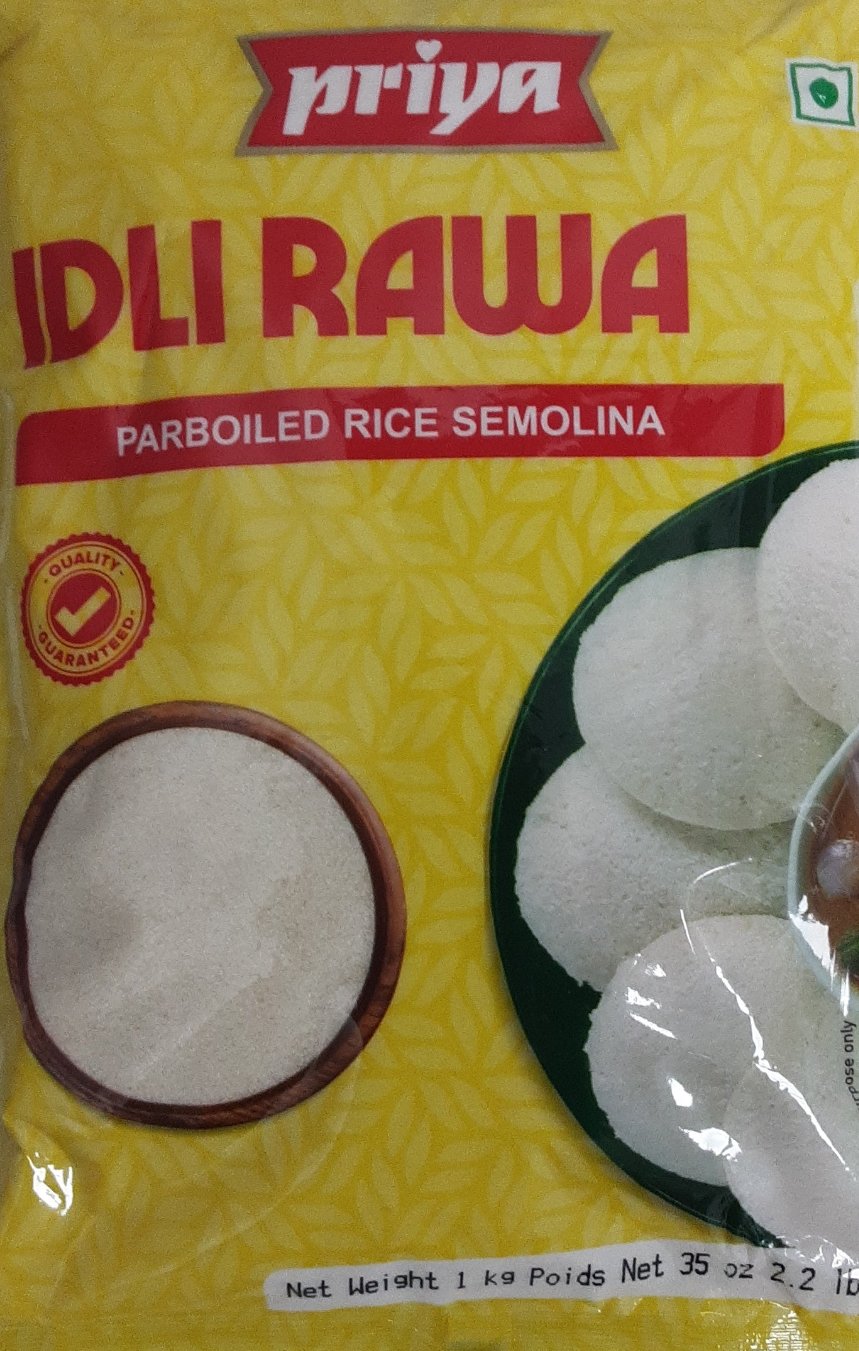 priya
IDLI RAWA
PARBOILED RICE SEMOLINA
QUALITY
GUARANTEED
only
Net Weight 1 kg Poids Net 35 oz 2.2 lb